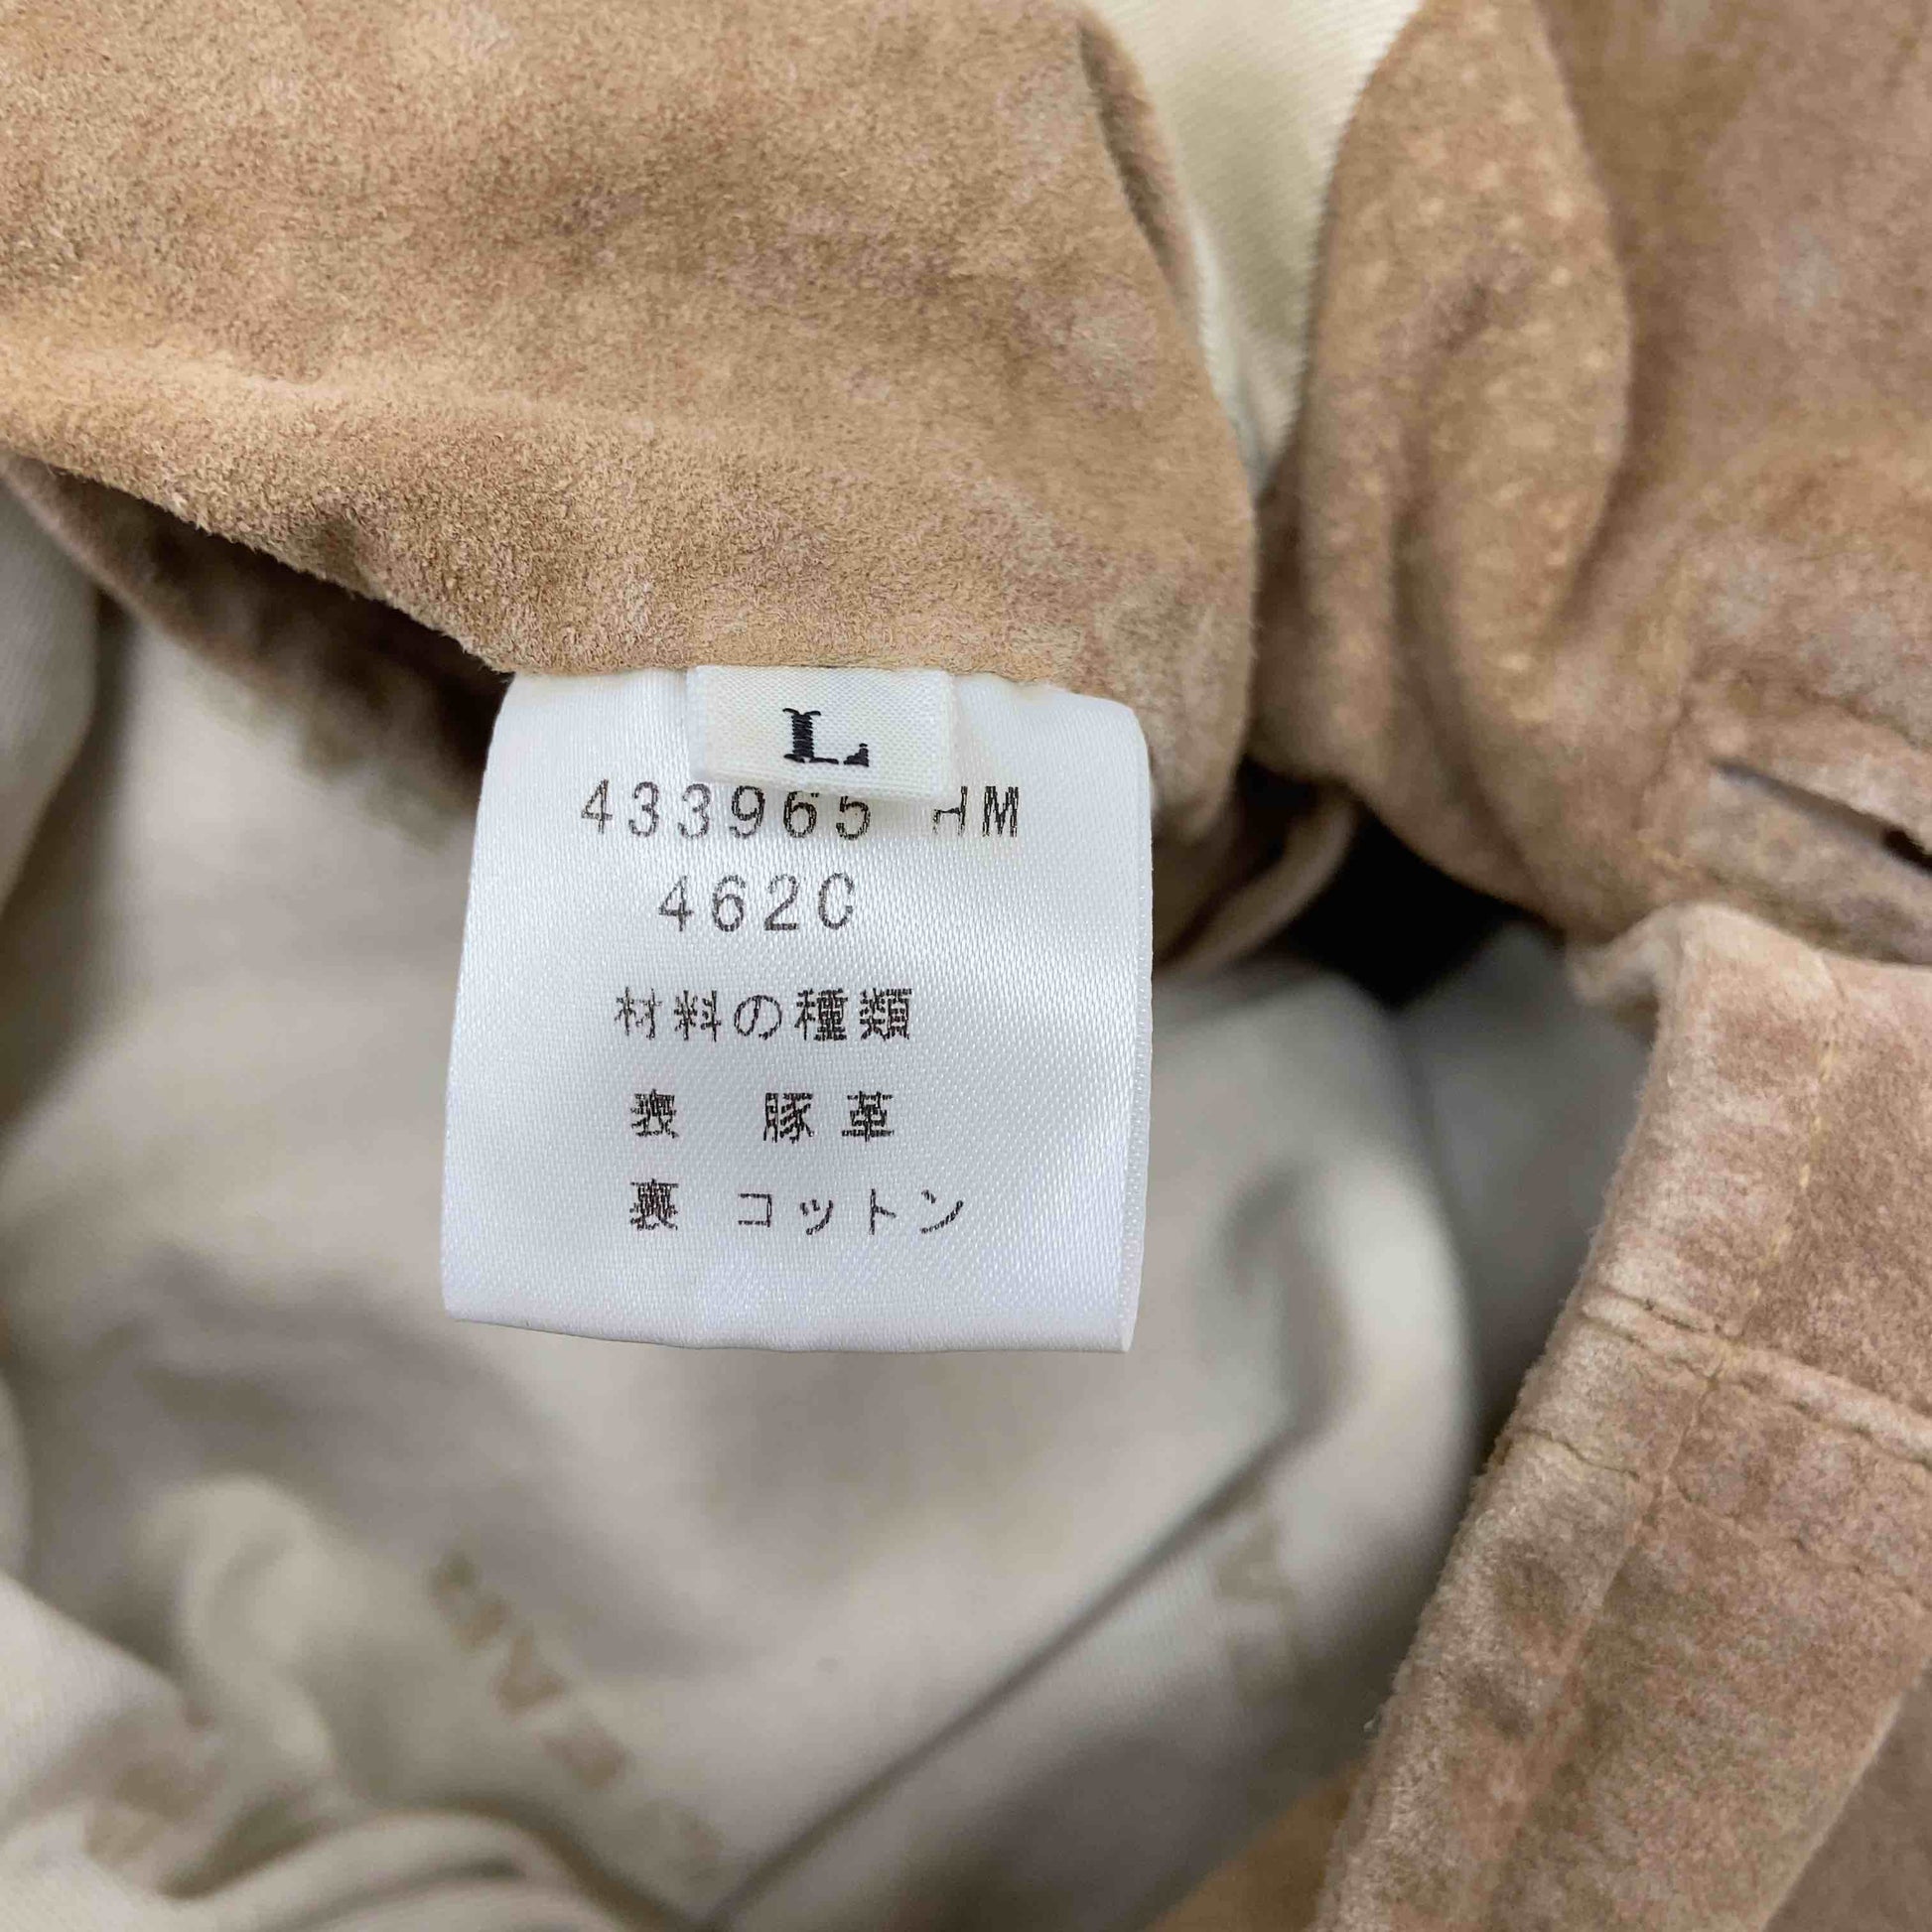 L
433965 HM
462C
材料の種類
表 豚革
裏 コットン